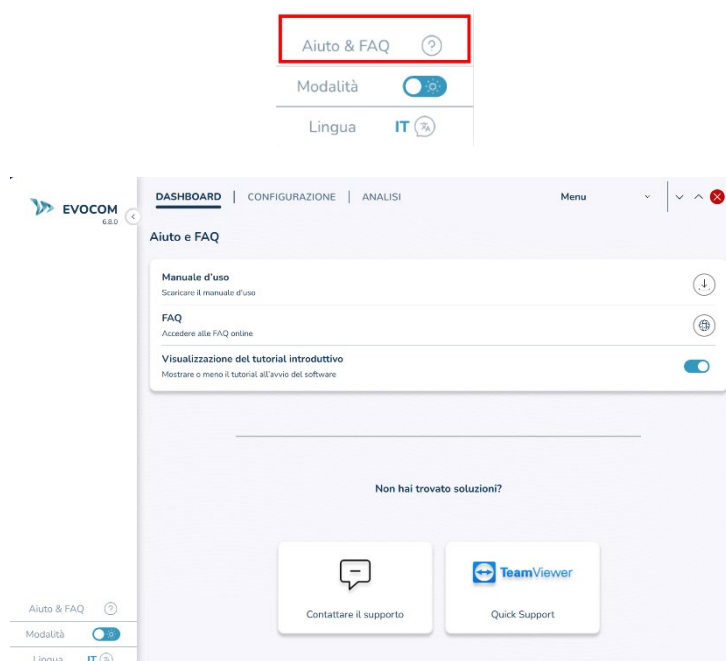 Aiuto & FAQ
Modalità
Lingua IT
EVOCOM
6.8.0
DASHBOARD | CONFIGURAZIONE | ANALISI
Menu
Aiuto e FAQ
Manuale d'uso
Scaricare il manuale d'uso
FAQ
Accedere alle FAQ online
Visualizzazione del tutorial introduttivo
Mostrare o meno il tutorial all'avvio del software
Non hai trovato soluzioni?
Contattare il supporto
TeamViewer
Quick Support
Aiuto & FAQ
Modalità
Lingua IT